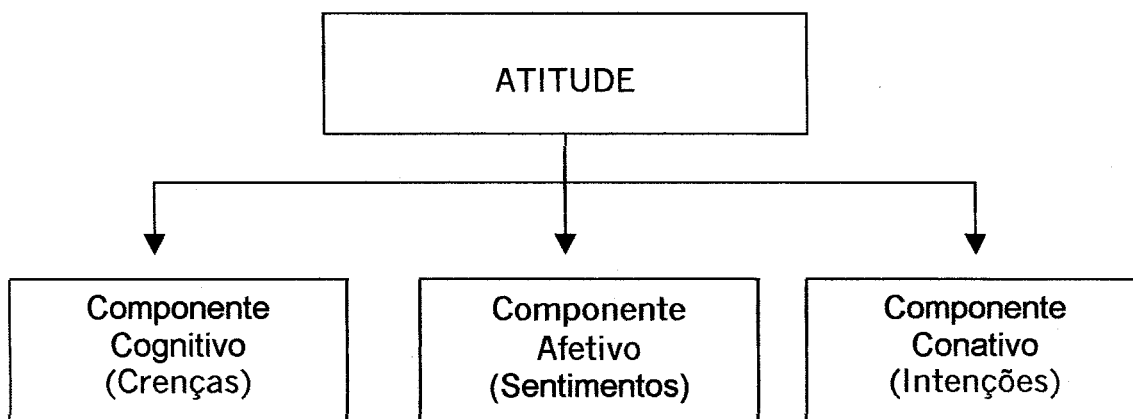 ATITUDE
Componente
Cognitivo
(Crenças)
Componente
Afetivo
(Sentimentos)
Componente
Conativo
(Intenções)